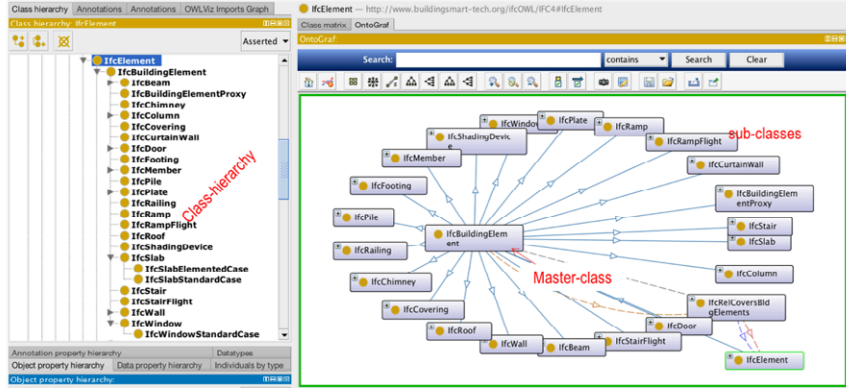 Class hierarchy Annotations Annotations OWLViz Imports Graph
Class hierarchy: IfcElement
Asserted
IfcElement
IfcBuildingElement
IfcBeam
IfcBuildingElementProxy
IfcChimney
IfcColumn
IfcCovering
IfcCurtainWall
IfcDoor
IfcFooting
IfcMember
IfcPile
IfcPlate
IfcRailing
IfcRamp
IfcRampFlight
IfcRoof
IfcShadingDevice
IfcSlab
IfcSlabElementedCase
IfcSlabStandardCase
IfcStair
IfcStairFlight
IfcWall
IfcWindow
IfcWindowStandardCase
Class-hierarchy
Annotation property hierarchy Datatypes
Object property hierarchy Data property hierarchy Individuals by type
Object property hierarchy:
IfcElement — http://www.buildingsmart-tech.org/ifcOWL/IFC4#IfcElement
Class matrix OntoGraf
OntoGraf:
Search: contains Search Clear
IfcWindow
IfcPlate
IfcRamp
IfcShadingDevic
e
IfcRampFlight
sub-classes
IfcMember
IfcCurtainWall
IfcFooting
IfcBuildingElem
entProxy
IfcPile
IfcStair
IfcBuildingElem
ent
IfcSlab
IfcRailing
IfcColumn
IfcChimney
Master-class
IfcRelCoversBld
gElements
IfcCovering
IfcDoor
IfcRoof
IfcStairFlight
IfcWall
IfcBeam
IfcElement